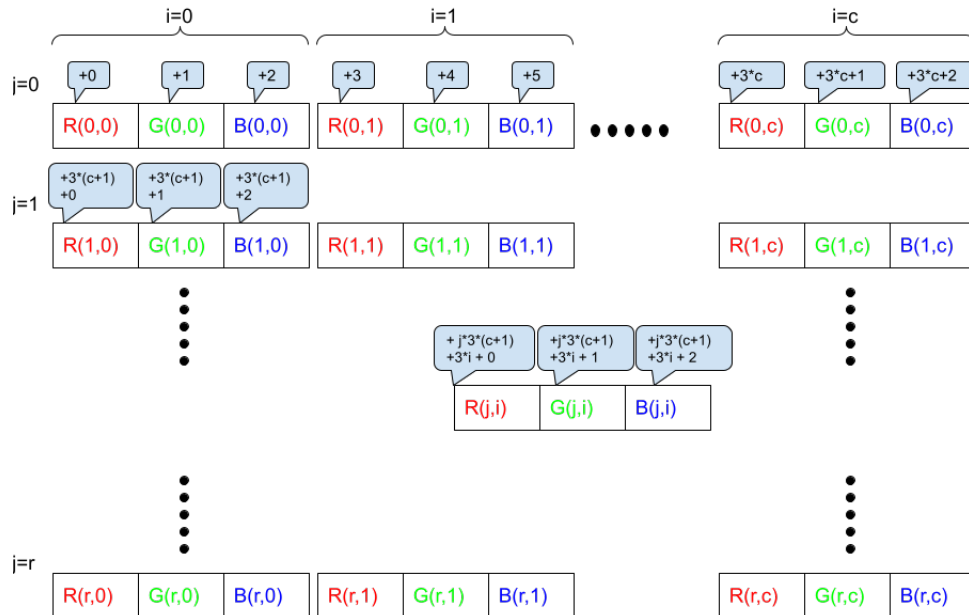 i=0 i=1 i=c
j=0 +0 +1 +2 +3 +4 +5 +3*c +3*c+1 +3*c+2
R(0,0) G(0,0) B(0,0) R(0,1) G(0,1) B(0,1) R(0,c) G(0,c) B(0,c)
+3*(c+1) +3*(c+1) +3*(c+1)
+0 +1 +2
j=1
R(1,0) G(1,0) B(1,0) R(1,1) G(1,1) B(1,1) R(1,c) G(1,c) B(1,c)
+ j*3*(c+1) +j*3*(c+1) +j*3*(c+1)
+3*i + 0 +3*i + 1 +3*i + 2
R(j,i) G(j,i) B(j,i)
j=r
R(r,0) G(r,0) B(r,0) R(r,1) G(r,1) B(r,1) R(r,c) G(r,c) B(r,c)